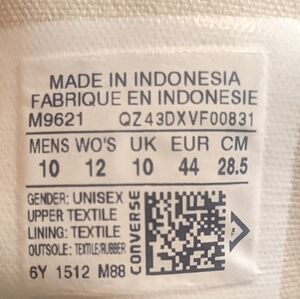 MADE IN INDONESIA
FABRIQUE EN INDONESIE
M9621 QZ43DXVF00831
MENS WO'S UK EUR CM
10 12 10 44 28.5
GENDER: UNISEX
UPPER TEXTILE
LINING: TEXTILE
OUTSOLE: TEXTILE/RUBBER
6Y 1512 M88
CONVERSE